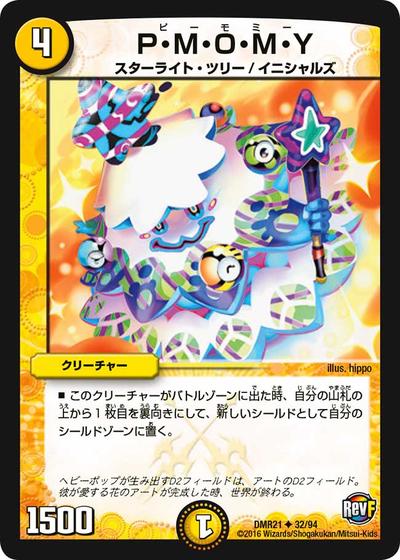 4
ピーモミー
P・M・O・M・Y
スターライト・ツリー / イニシャルズ
illus. hippo
クリーチャー
■ このクリーチャーがバトルゾーンに出た時、自分の山札の
上から1枚目を裏向きにして、新しいシールドとして自分の
シールドゾーンに置く。
ヘビーポップが生み出すD2フィールドは、アートのD2フィールド。
彼が愛する花のアートが完成した時、世界が終わる。
1500
1
DMR21 ◆ 32/94
©2016 Wizards/Shogakukan/Mitsui-Kids
RevF